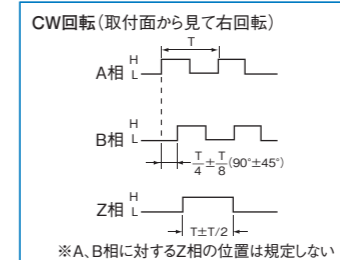 CW回転(取付面から見て右回転)
T
A相 H L
B相 H L
T/4±T/8(90°±45°)
Z相 H L
T±T/2
※A、B相に対するZ相の位置は規定しない